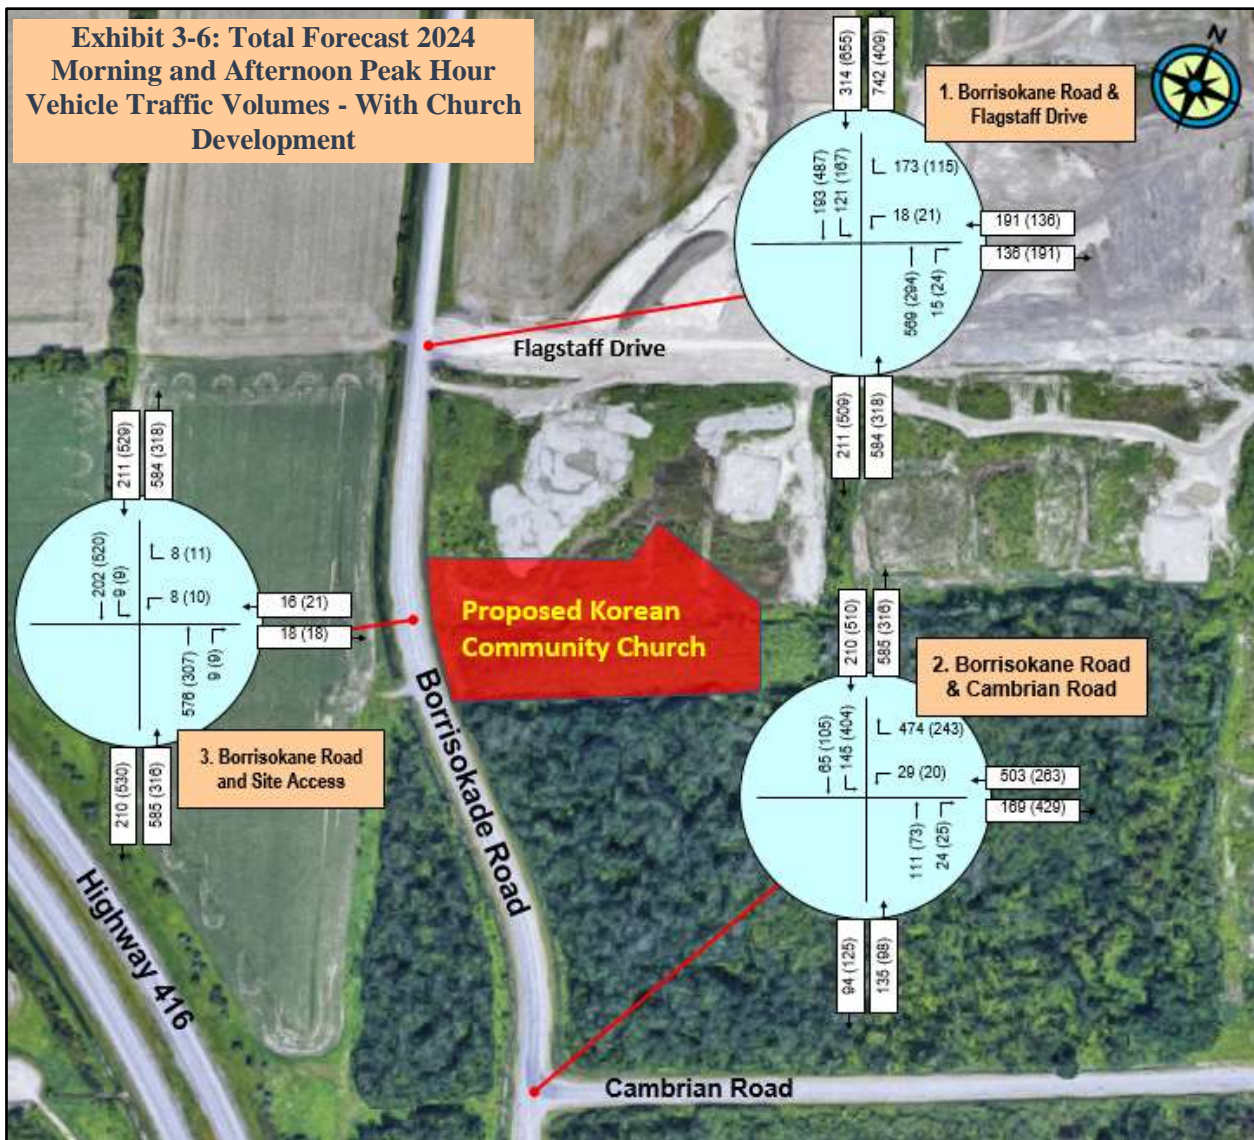 Exhibit 3-6: Total Forecast 2024
Morning and Afternoon Peak Hour
Vehicle Traffic Volumes - With Church
Development
N
1. Borrisokane Road &
Flagstaff Drive
314 (655)
742 (409)
193 (487)
121 (167)
173 (115)
18 (21)
191 (136)
136 (191)
569 (294)
15 (24)
211 (509)
584 (318)
Flagstaff Drive
211 (529)
584 (318)
202 (520)
9 (9)
8 (11)
8 (10)
16 (21)
18 (18)
576 (307)
9 (9)
210 (530)
585 (316)
3. Borrisokane Road
and Site Access
Proposed Korean
Community Church
Borrisokade Road
210 (510)
585 (316)
2. Borrisokane Road
& Cambrian Road
65 (105)
145 (404)
474 (243)
29 (20)
503 (263)
169 (429)
111 (73)
24 (25)
94 (125)
135 (98)
Highway 416
Cambrian Road